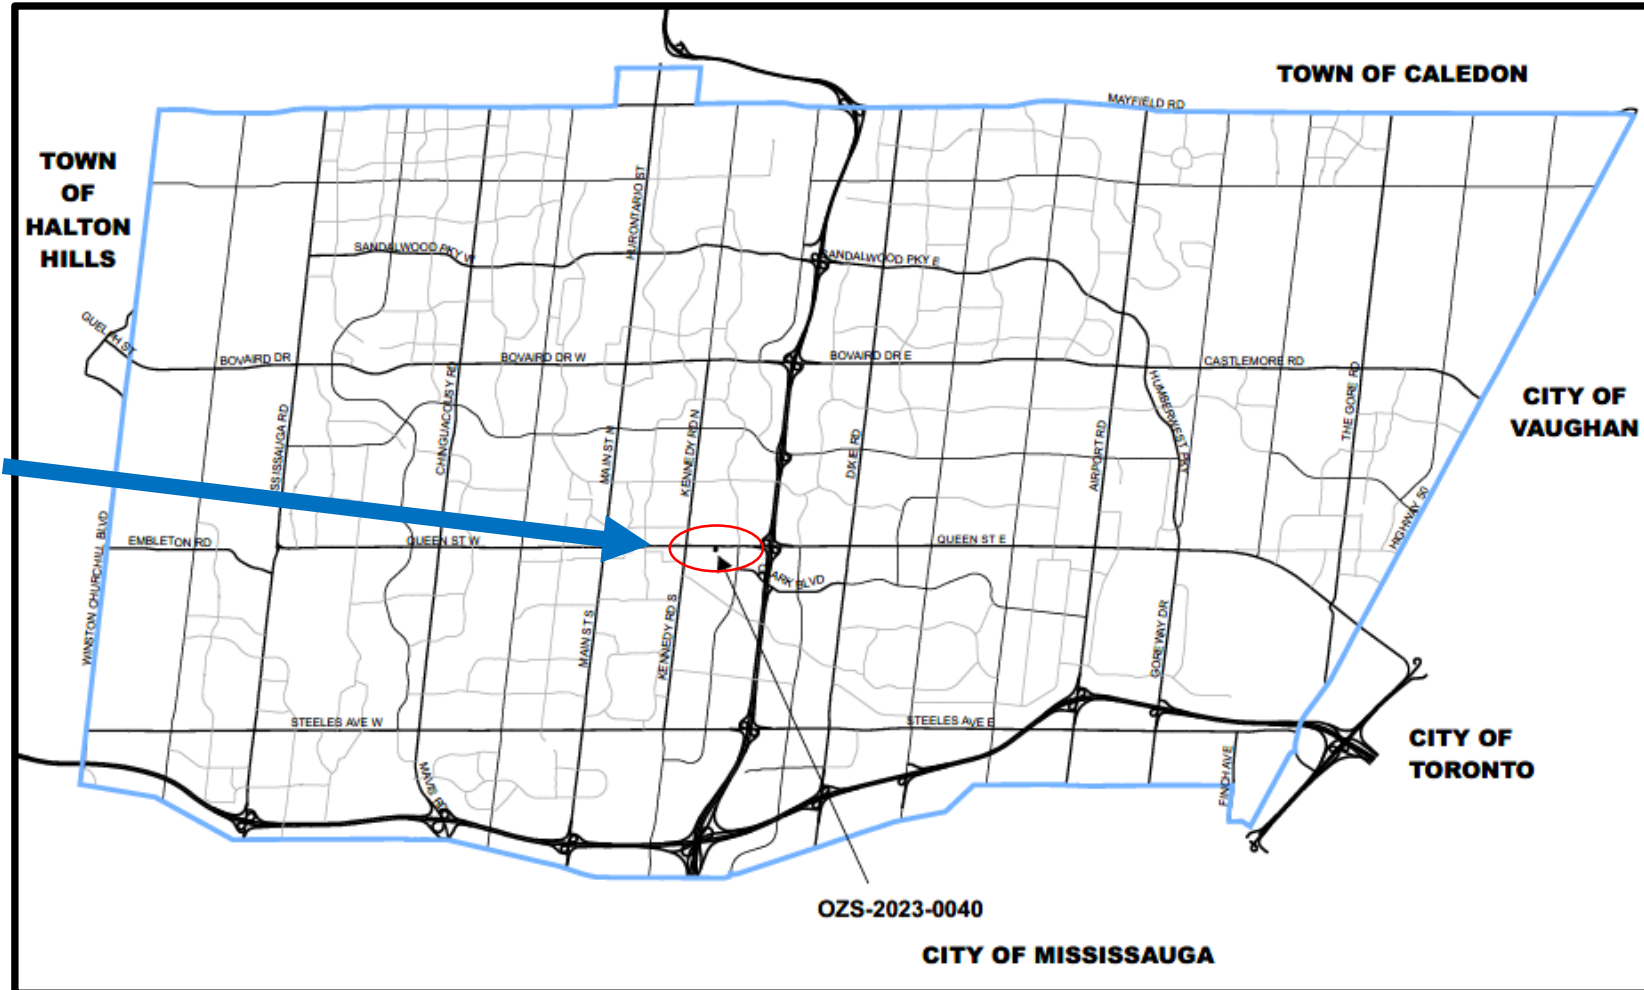 TOWN OF CALEDON
MAYFIELD RD
TOWN
OF
HALTON
HILLS
HURONTARIO ST
SANDALWOOD PKY W
SANDALWOOD PKY E
GUELPH ST
BOVAIRD DR
BOVAIRD DR W
BOVAIRD DR E
CASTLEMORE RD
CITY OF
VAUGHAN
HUMBERWEST PKY
THE GORE RD
SSISSAUGA RD
CHINGUACOUSY RD
MAIN ST N
KENNEDY RD N
DIXIE RD
AIRPORT RD
HIGHWAY 50
WINSTON CHURCHILL BLVD
EMBLETON RD
QUEEN ST W
QUEEN ST E
CLARK BLVD
MAIN ST S
KENNEDY RD S
GOREWAY DR
STEELES AVE W
STEELES AVE E
MAVIS RD
FINCH AVE
CITY OF
TORONTO
OZS-2023-0040
CITY OF MISSISSAUGA